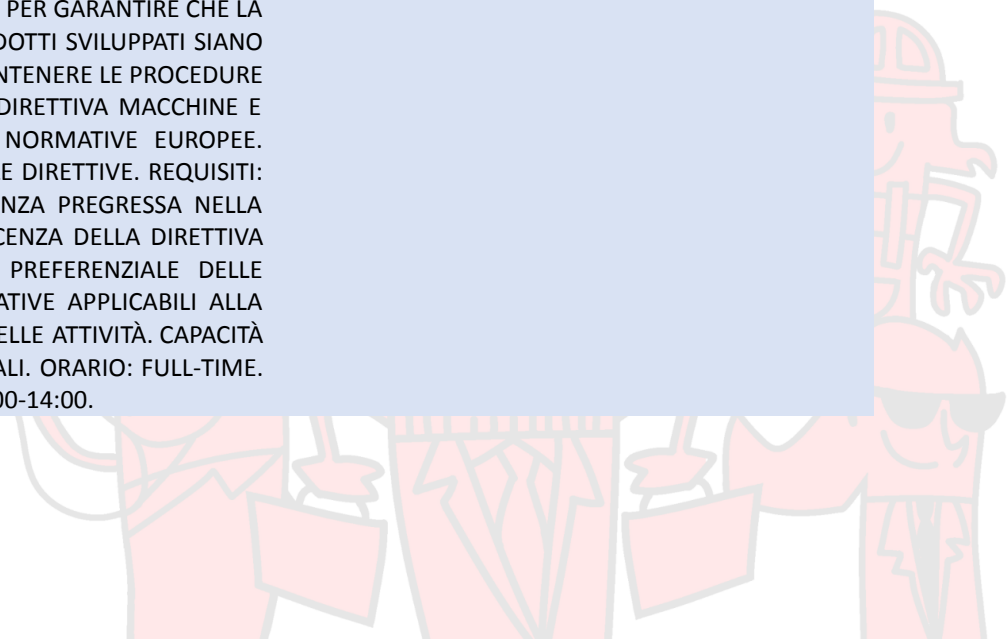 PER GARANTIRE CHE LA
DOTTI SVILUPPATI SIANO
NTENERE LE PROCEDURE
DIRETTIVA MACCHINE E
NORMATIVE EUROPEE.
E DIRETTIVE. REQUISITI:
ENZA PREGRESSA NELLA
CENZA DELLA DIRETTIVA
PREFERENZIALE DELLE
ATIVE APPLICABILI ALLA
ELLE ATTIVITÀ. CAPACITÀ
ALI. ORARIO: FULL-TIME.
00-14:00.